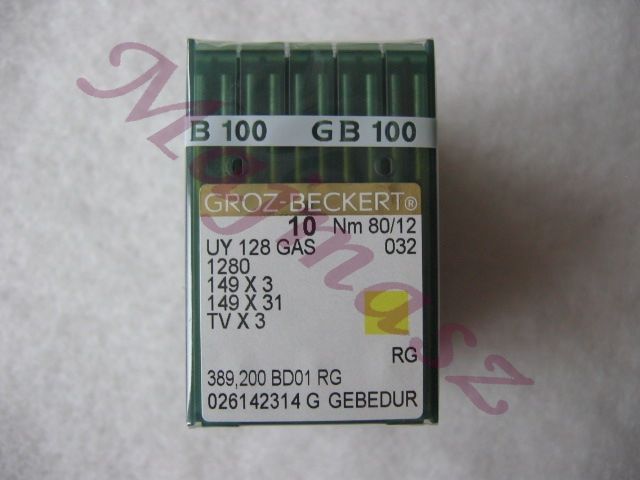 B 100 GB 100
GROZ-BECKERT®
10 Nm 80/12
UY 128 GAS 032
1280
149 X 3
149 X 31
TV X 3
RG
389,200 BD01 RG
026142314 G GEBEDUR
Majmasz